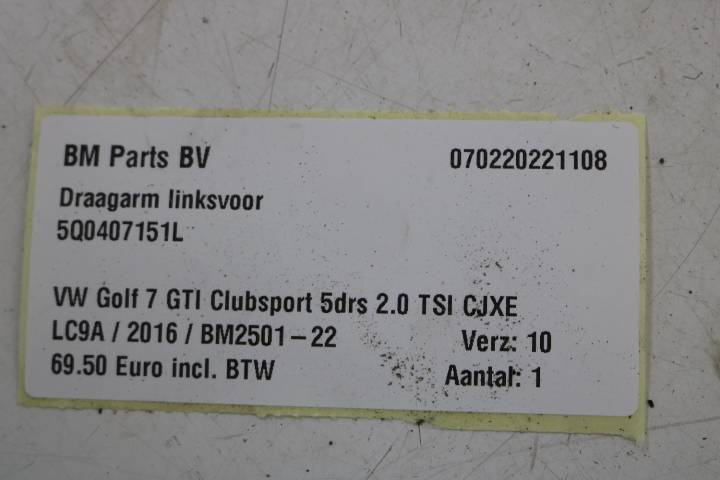 BM Parts BV 070220221108
Draagarm linksvoor
5Q0407151L
VW Golf 7 GTI Clubsport 5drs 2.0 TSI CJXE
LC9A / 2016 / BM2501-22 Verz: 10
69.50 Euro incl. BTW Aantal: 1